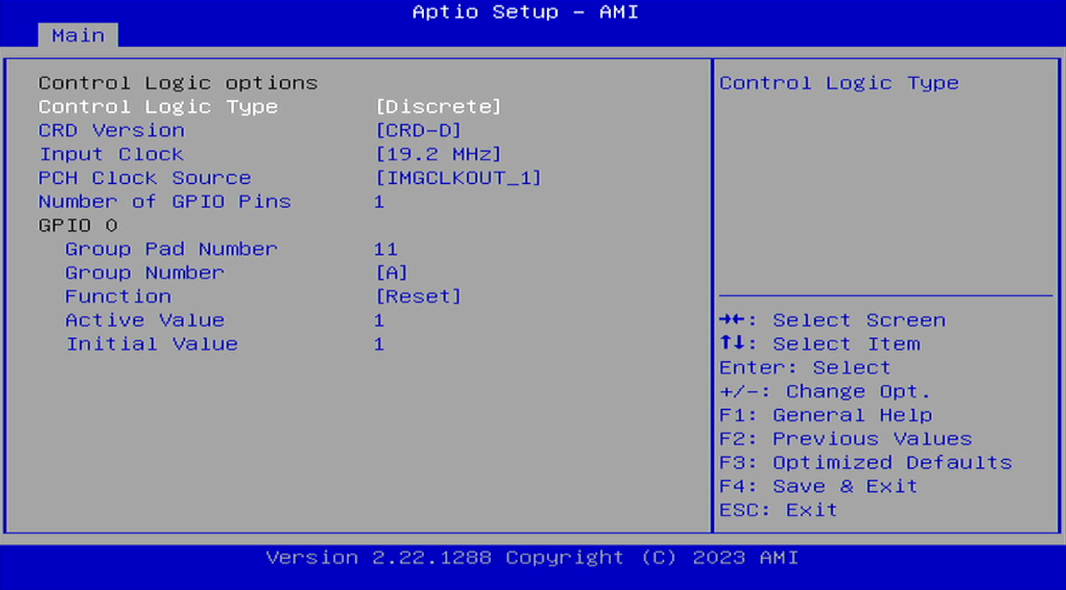 Aptio Setup - AMI
Main
Control Logic options
Control Logic Type [Discrete]
CRD Version [CRD-D]
Input Clock [19.2 MHz]
PCH Clock Source [IMGCLKOUT_1]
Number of GPIO Pins 1
GPIO 0
Group Pad Number 11
Group Number [A]
Function [Reset]
Active Value 1
Initial Value 1
Control Logic Type
→←: Select Screen
↑↓: Select Item
Enter: Select
+/-: Change Opt.
F1: General Help
F2: Previous Values
F3: Optimized Defaults
F4: Save & Exit
ESC: Exit
Version 2.22.1288 Copyright (C) 2023 AMI